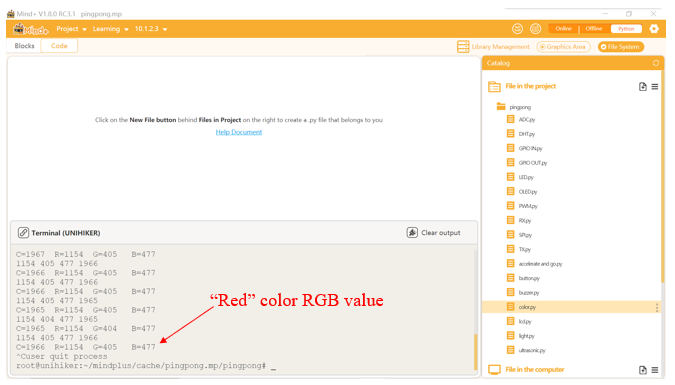 Mind+ V1.8.0 RC3.1 pingpong.mp
Mind+ Project Learning 10.1.2.3 Online Offline Python
Blocks Code Library Management Graphics Area File System
Catalog
File in the project
pingpong
ADC.py
DHT.py
GPIO IN.py
GPIO OUT.py
LED.py
OLED.py
PWM.py
RX.py
SPI.py
TX.py
accelerate and go.py
button.py
buzzer.py
color.py
lcd.py
light.py
ultrasonic.py
File in the computer
Click on the New File button behind Files in Project on the right to create a .py file that belongs to you
Help Document
Terminal (UNIHIKER) Clear output
C=1967 R=1154 G=405 B=477
1154 405 477 1966
C=1966 R=1154 G=405 B=477
1154 405 477 1966
C=1966 R=1154 G=405 B=477
1154 405 477 1965
C=1965 R=1154 G=405 B=477
1154 404 477 1965
C=1965 R=1154 G=404 B=477
1154 405 477 1966
C=1966 R=1154 G=405 B=477
^Cuser quit process
root@unihiker:~/mindplus/cache/pingpong.mp/pingpong# _
“Red” color RGB value